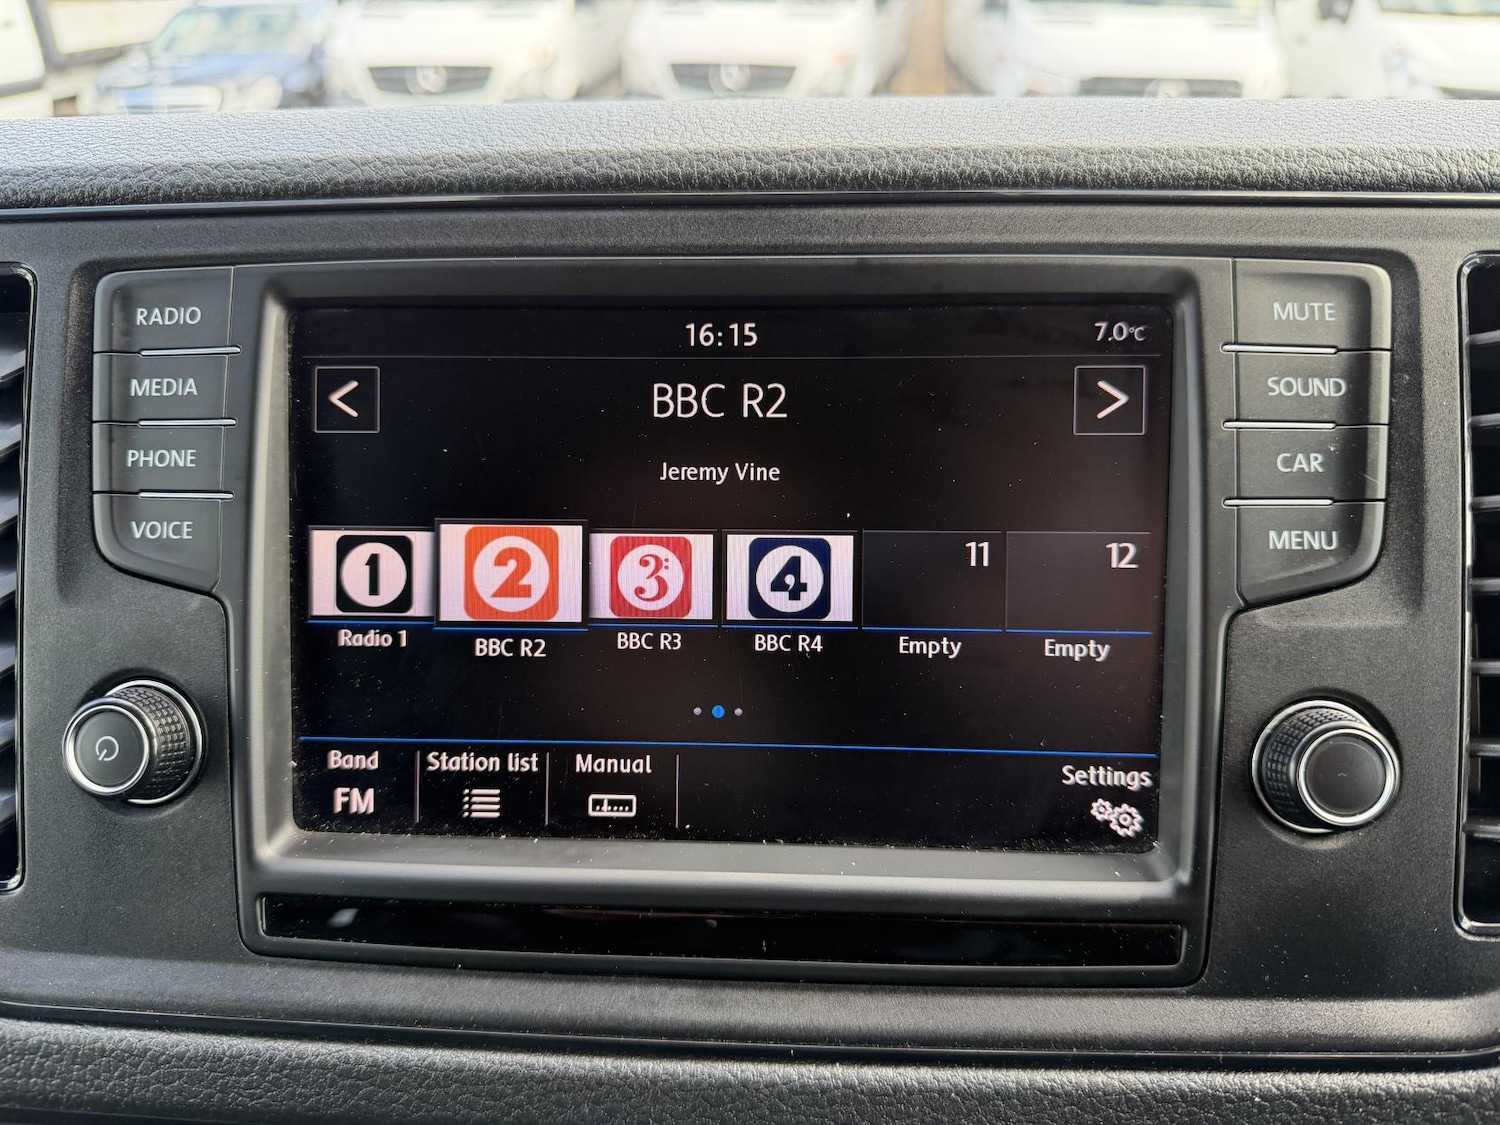 RADIO
MEDIA
PHONE
VOICE
16:15
7.0°C
<
BBC R2
>
Jeremy Vine
1
2
3
4
11
12
Radio 1
BBC R2
BBC R3
BBC R4
Empty
Empty
Band
FM
Station list
Manual
Settings
MUTE
SOUND
CAR
MENU